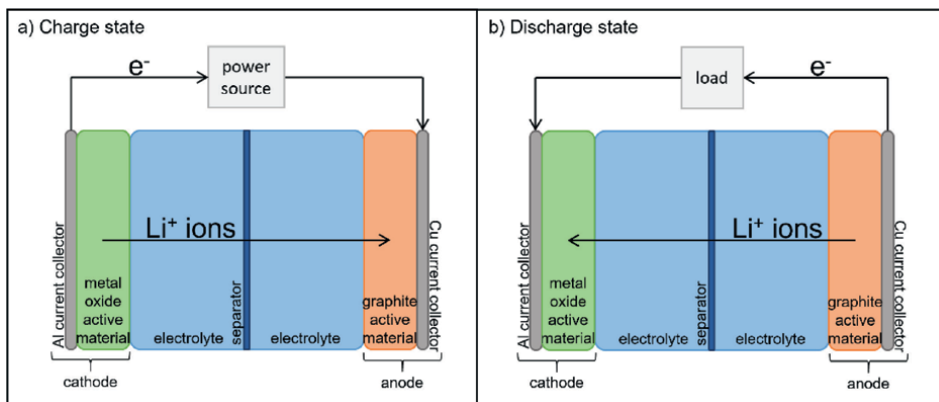 a) Charge state
e-
power
source
Li+ ions
Al current collector
metal
oxide
active
material
electrolyte
separator
electrolyte
graphite
active
material
Cu current collector
cathode
anode
b) Discharge state
load
e-
Li+ ions
Al current collector
metal
oxide
active
material
electrolyte
separator
electrolyte
graphite
active
material
Cu current collector
cathode
anode